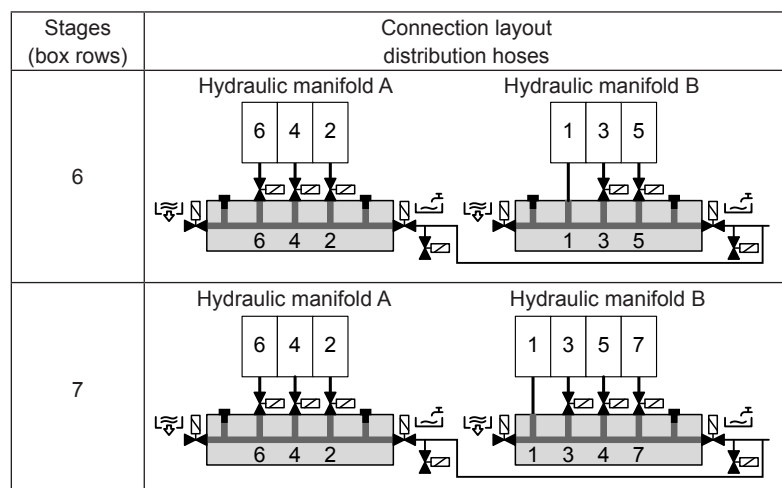 Stages
(box rows)
Connection layout
distribution hoses
6
Hydraulic manifold A
6 4 2
6 4 2
Hydraulic manifold B
1 3 5
1 3 5
7
Hydraulic manifold A
6 4 2
6 4 2
Hydraulic manifold B
1 3 5 7
1 3 4 7